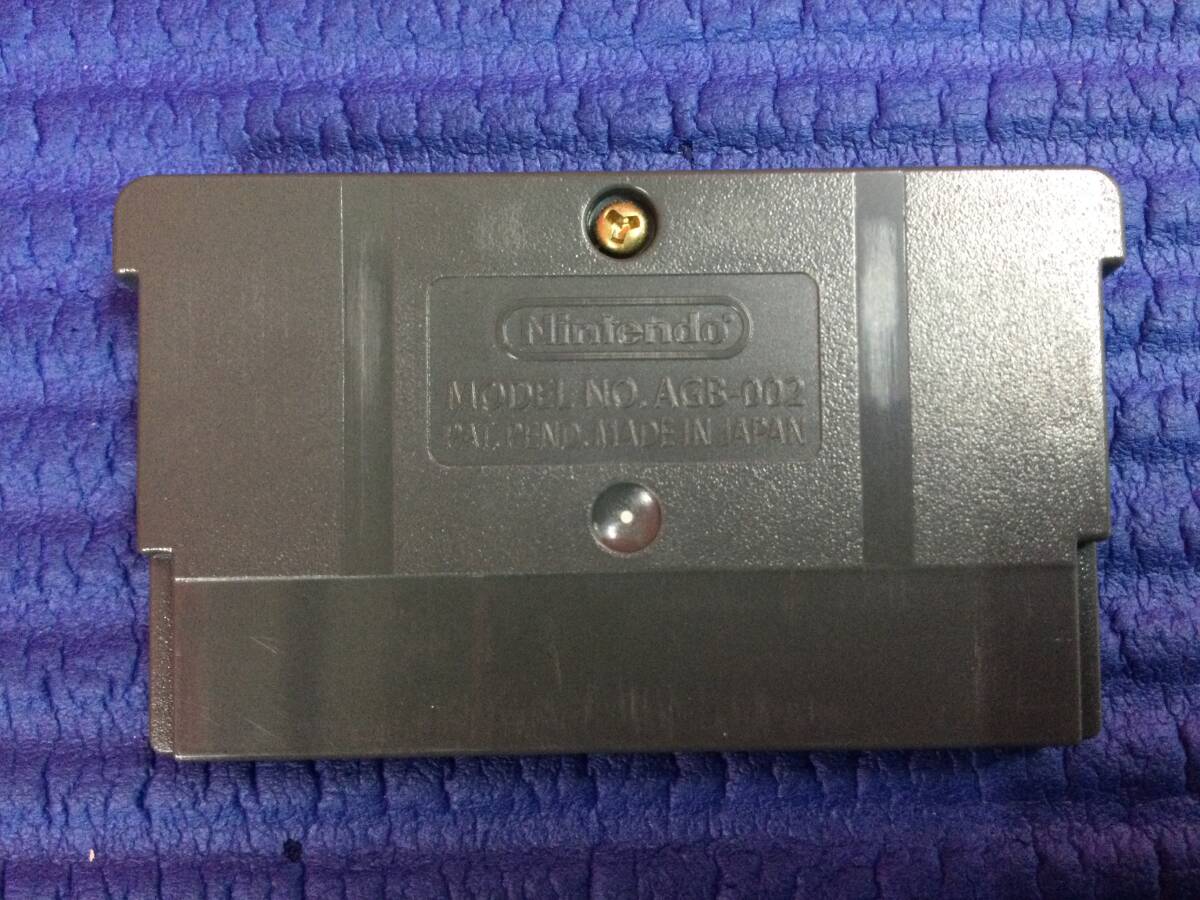 Nintendo
MODEL NO. AGB-002
PAT. PEND. MADE IN JAPAN